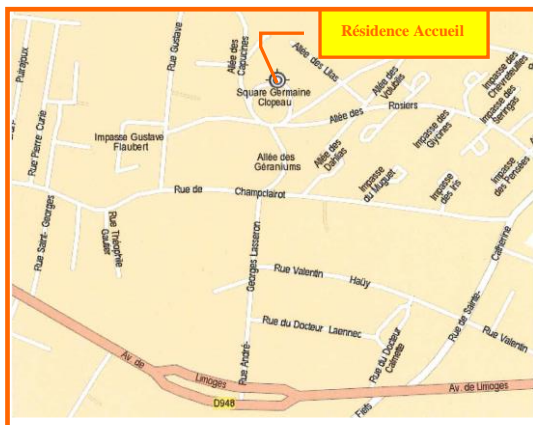 Résidence Accueil
Puirajoux
Rue Pierre Curie
Rue Gustave
Allée des
Capucines
Allée des Lilas
Square Germaine
Clopeau
Allée des
Volubilis
Impasse des
Chèvrefeuilles
Impasse des
Seringas
Allée des
Rosiers
Impasse Gustave
Flaubert
Impasse des
Glycines
Allée des
Géraniums
Allée des
Dahlias
Impasse
du Muguet
Impasse
des Iris
Impasse
des Pensées
Rue de
Champclairot
Rue Saint- Georges
Rue Théophile
Gautier
Georges Lasseron
Rue André-
Catherine
Rue de Sainte-
Rue Valentin
Haüy
Rue Valentin
Rue du Docteur Laennec
Rue du Docteur
Calmette
Av. de
Limoges
D948
Av. de Limoges
Fiefs